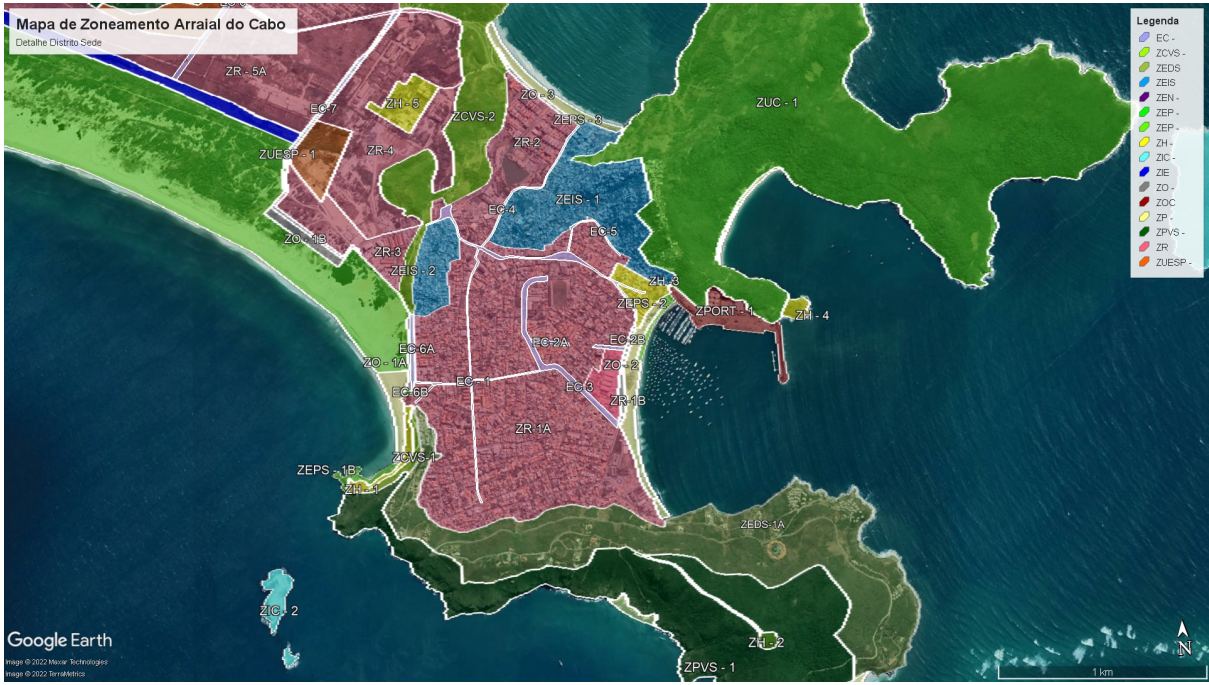 Mapa de Zoneamento Arraial do Cabo
Detalhe Distrito Sede
Legenda
EC -
ZCVS -
ZEDS
ZEIS
ZEN -
ZEP -
ZEP -
ZH -
ZIC -
ZIE
ZO -
ZOC
ZP -
ZPVS -
ZR
ZUESP -
ZR - 5A
EC-7
ZH - 5
ZO - 3
ZCVS-2
ZEPS - 3
ZUC - 1
ZUESP - 1
ZR-4
ZR-2
ZEIS - 1
EC-4
EC-5
ZO - 1B
ZR-3
ZEIS - 2
ZH - 3
ZEPS - 2
ZPORT - 1
ZH - 4
EC-2A
EC-2B
EC-6A
ZO - 1A
ZO - 2
EC - 1
EC-3
EC-6B
ZR-1B
ZR-1A
ZCVS-1
ZEPS - 1B
ZH - 1
ZEDS-1A
ZIC - 2
ZH - 2
ZPVS - 1
Google Earth
Image © 2022 Maxar Technologies
Image © 2022 TerraMetrics
N
1 km